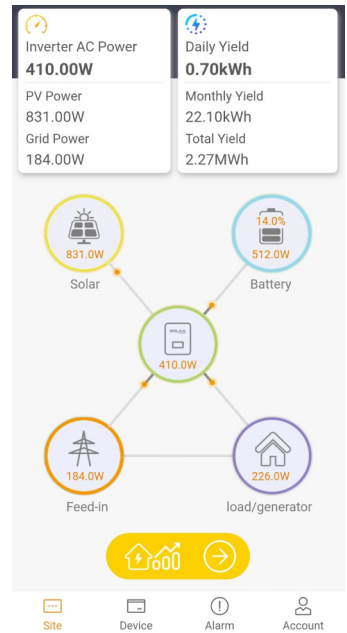 Inverter AC Power
410.00W
PV Power
831.00W
Grid Power
184.00W
Daily Yield
0.70kWh
Monthly Yield
22.10kWh
Total Yield
2.27MWh
831.0W
Solar
14.0%
512.0W
Battery
410.0W
184.0W
Feed-in
226.0W
load/generator
Site
Device
Alarm
Account